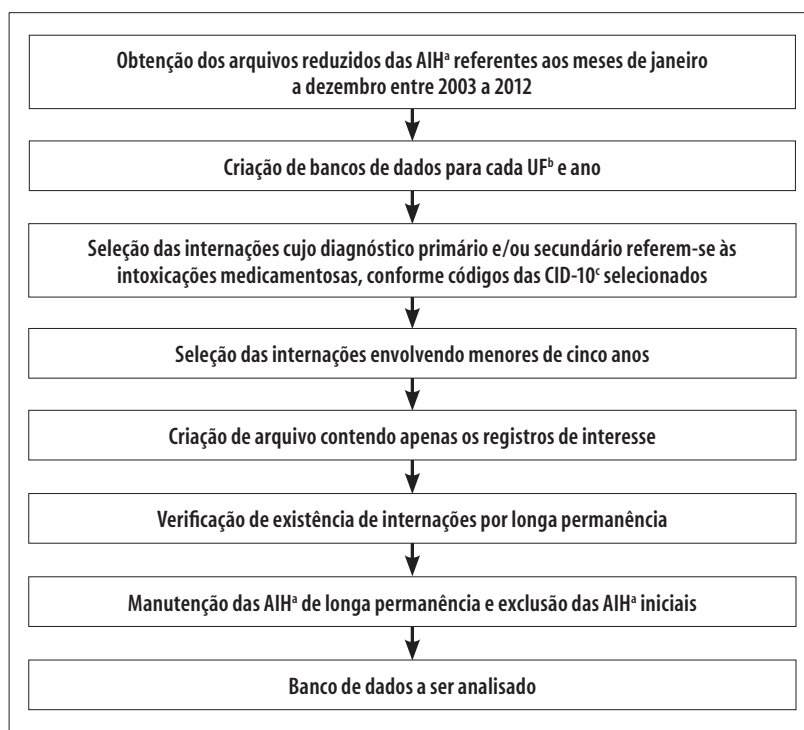 Obtenção dos arquivos reduzidos das AIHᵃ referentes aos meses de janeiro
a dezembro entre 2003 a 2012
Criação de bancos de dados para cada UFᵇ e ano
Seleção das internações cujo diagnóstico primário e/ou secundário referem-se às
intoxicações medicamentosas, conforme códigos das CID-10ᶜ selecionados
Seleção das internações envolvendo menores de cinco anos
Criação de arquivo contendo apenas os registros de interesse
Verificação de existência de internações por longa permanência
Manutenção das AIHᵃ de longa permanência e exclusão das AIHᵃ iniciais
Banco de dados a ser analisado